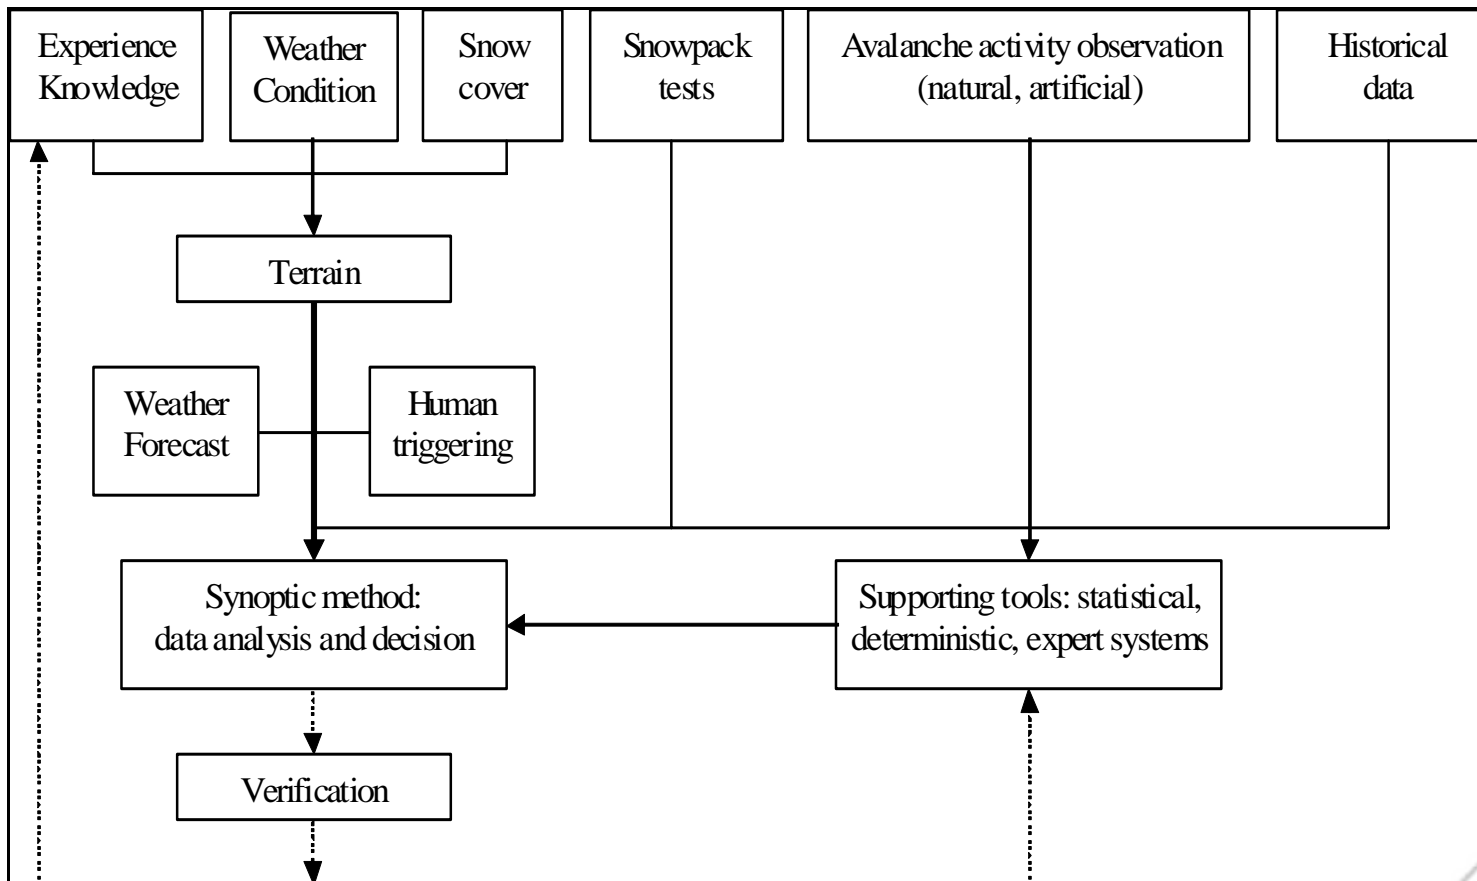 Experience
Knowledge
Weather
Condition
Snow
cover
Snowpack
tests
Avalanche activity observation
(natural, artificial)
Historical
data
Terrain
Weather
Forecast
Human
triggering
Synoptic method:
data analysis and decision
Supporting tools: statistical,
deterministic, expert systems
Verification